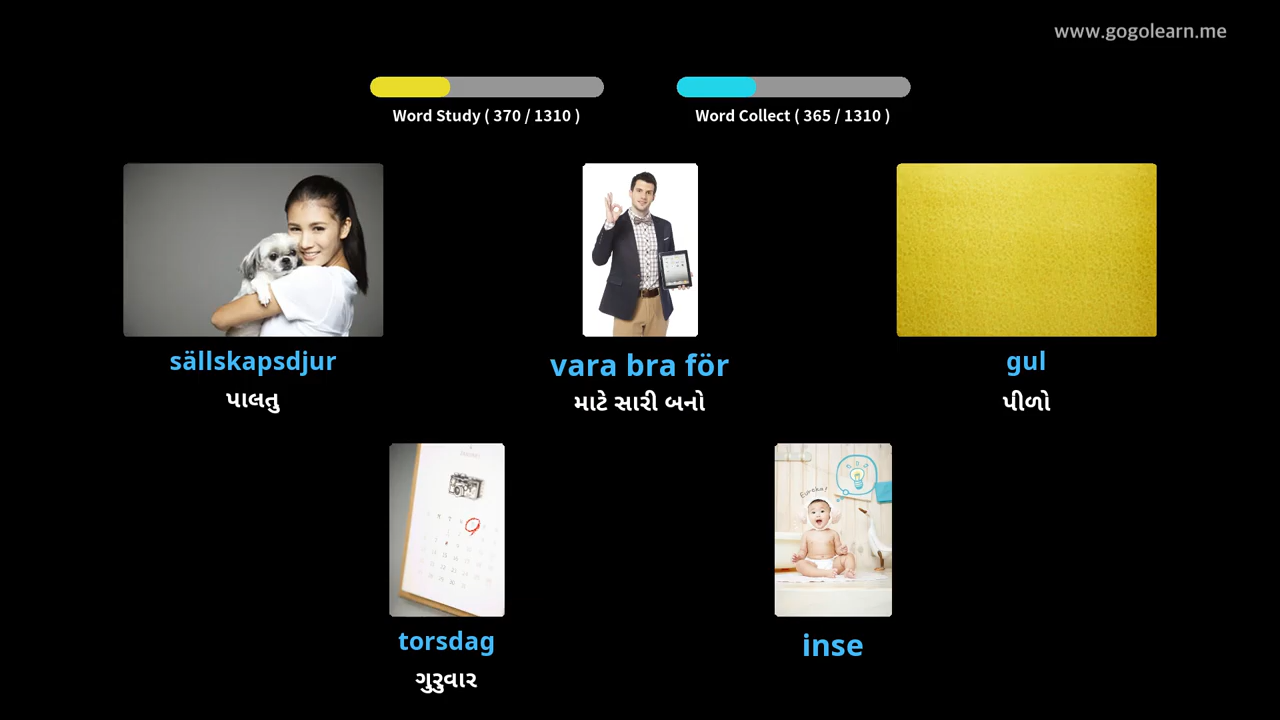 www.gogolearn.me
Word Study ( 370 / 1310 )
Word Collect ( 365 / 1310 )
sällskapsdjur
પાલતુ
vara bra för
માટે સારી બનો
gul
પીળો
Eureka!
torsdag
ગુરુવાર
inse